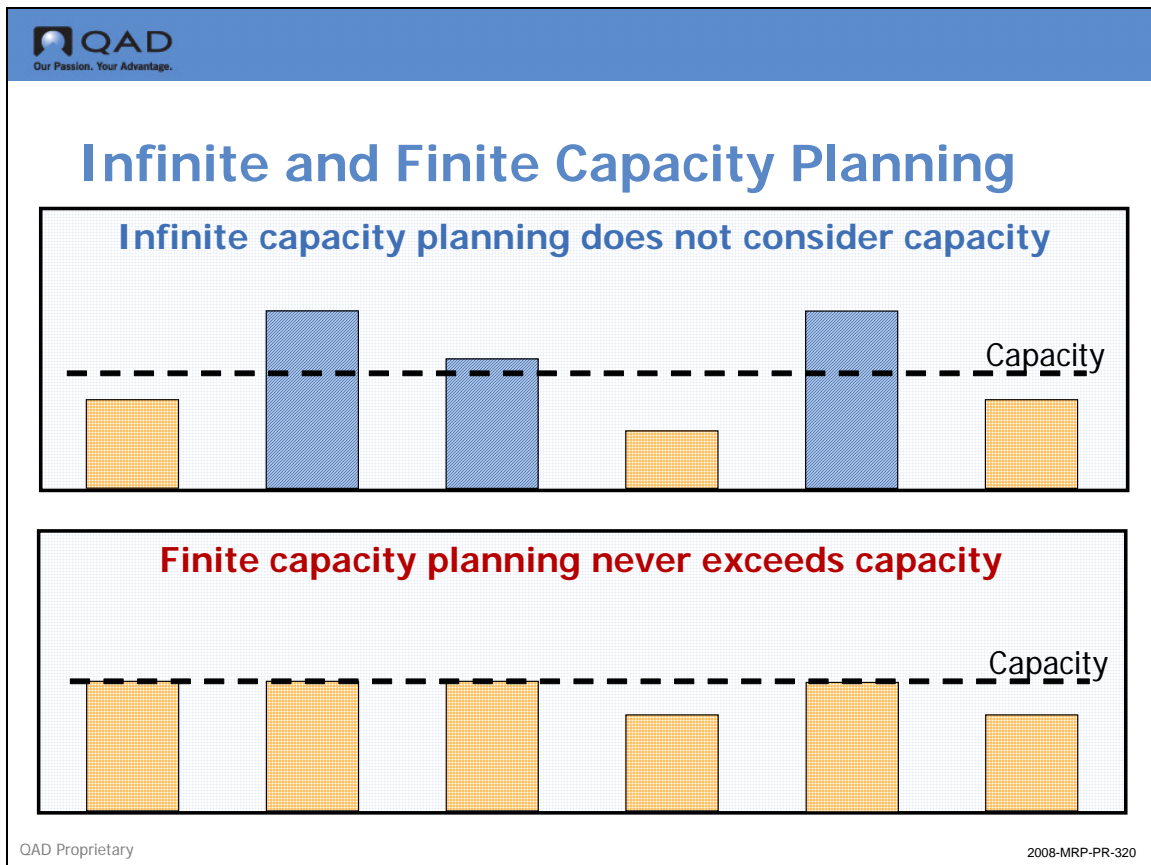 QAD
Our Passion. Your Advantage.
Infinite and Finite Capacity Planning
Infinite capacity planning does not consider capacity
Capacity
Finite capacity planning never exceeds capacity
Capacity
QAD Proprietary
2008-MRP-PR-320